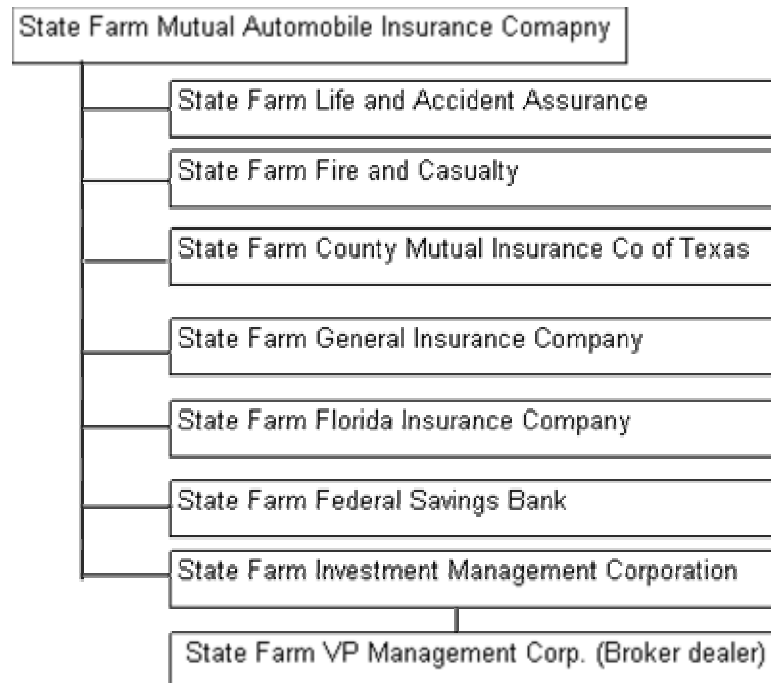 State Farm Mutual Automobile Insurance Comapny
State Farm Life and Accident Assurance
State Farm Fire and Casualty
State Farm County Mutual Insurance Co of Texas
State Farm General Insurance Company
State Farm Florida Insurance Company
State Farm Federal Savings Bank
State Farm Investment Management Corporation
State Farm VP Management Corp. (Broker dealer)